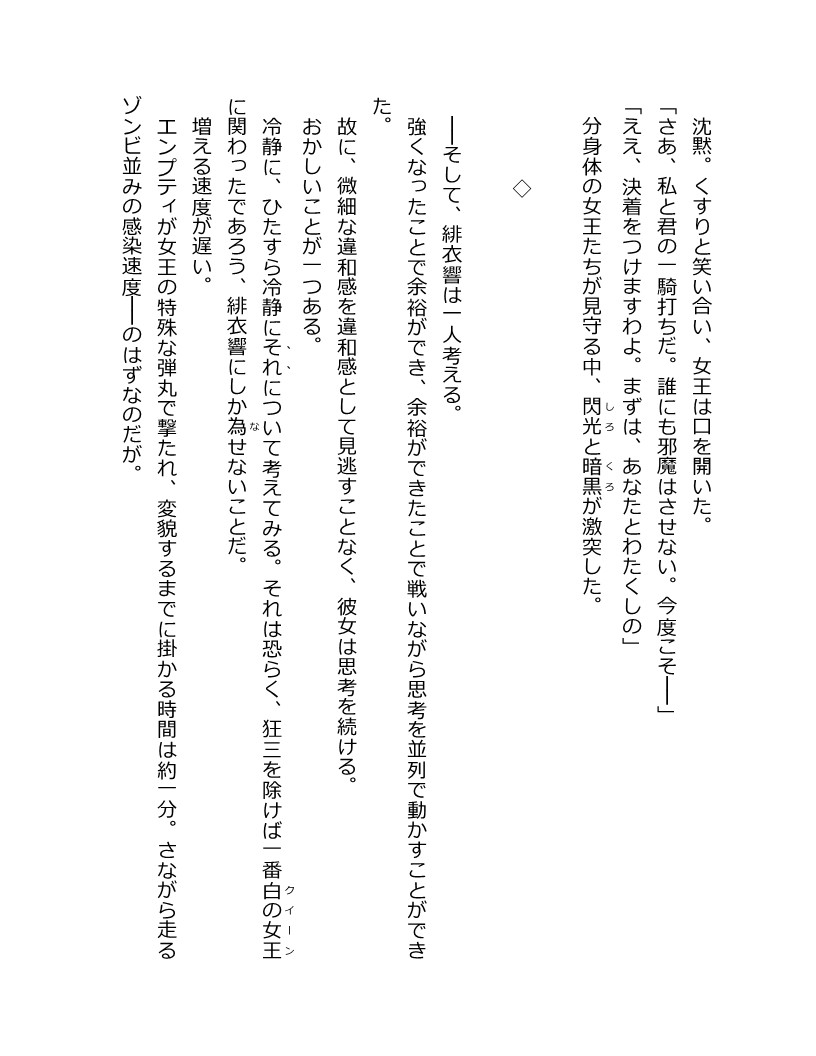 沈黙。くすりと笑い合い、女王は口を開いた。
「さあ、私と君の一騎打ちだ。誰にも邪魔はさせない。今度こそ――」
「ええ、決着をつけますわよ。まずは、あなたとわたくしの」
分身体の女王たちが見守る中、閃光しろと暗黒くろが激突した。
◇
――そして、緋衣響は一人考える。
強くなったことで余裕ができ、余裕ができたことで戦いながら思考を並列で動かすことができ
た。
故に、微細な違和感を違和感として見逃すことなく、彼女は思考を続ける。
おかしいことが一つある。
冷静に、ひたすら冷静にそれについて考えてみる。それは恐らく、狂三を除けば一番白の女王クイーン
に関わったであろう、緋衣響にしか為なせないことだ。
増える速度が遅い。
エンプティが女王の特殊な弾丸で撃たれ、変貌するまでに掛かる時間は約一分。さながら走る
ゾンビ並みの感染速度――のはずなのだが。